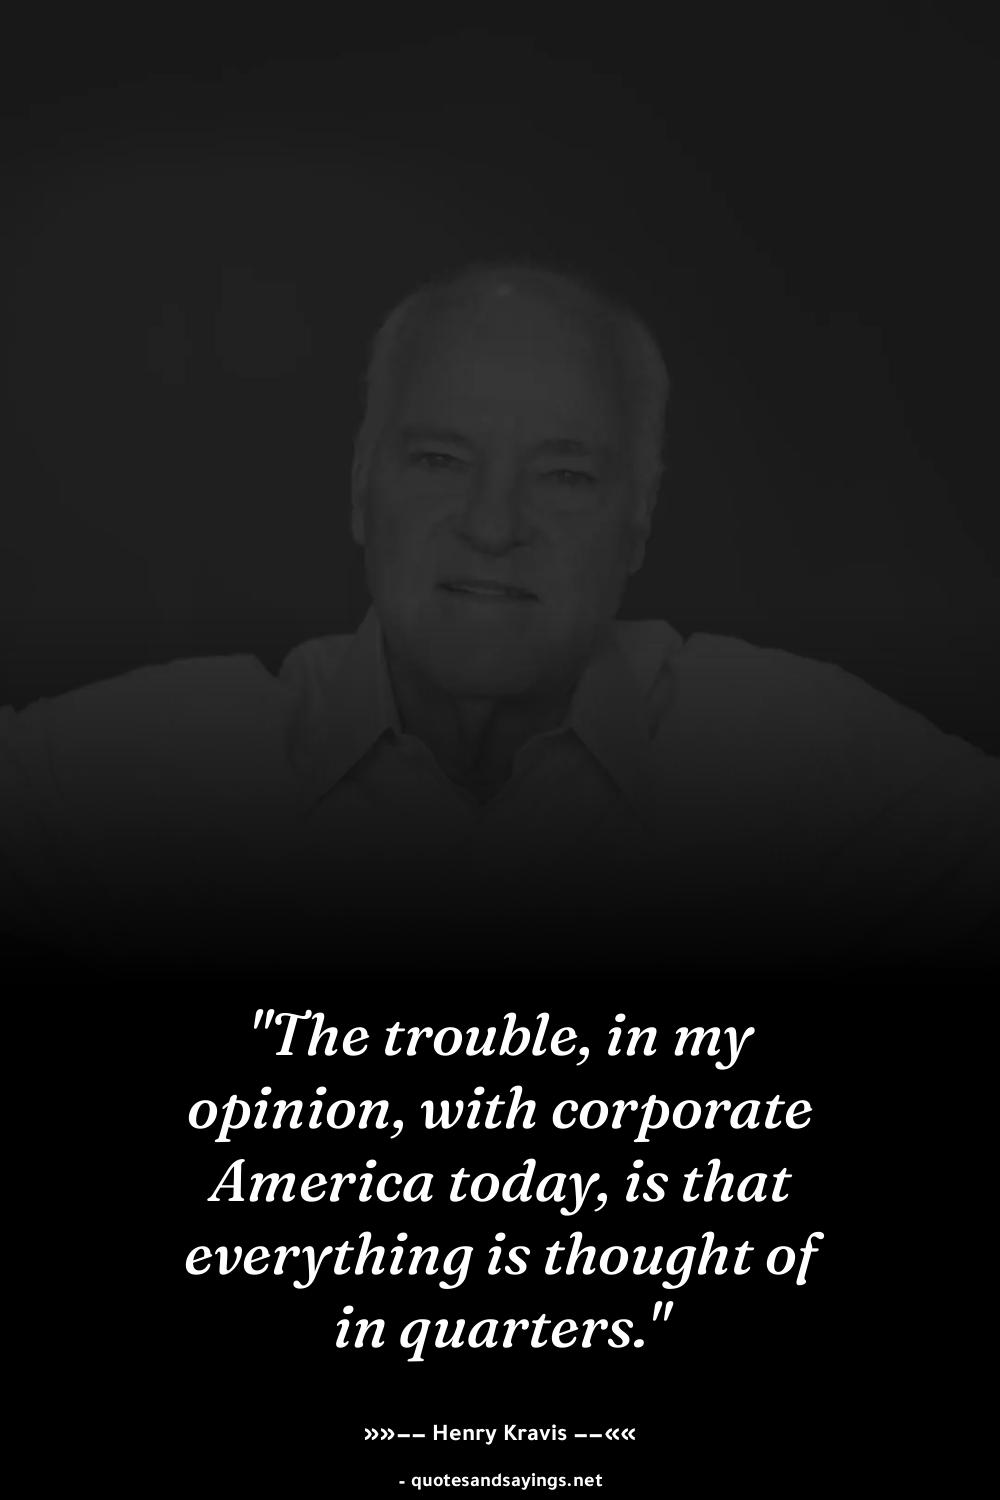 "The trouble, in my
opinion, with corporate
America today, is that
everything is thought of
in quarters."
»»−− Henry Kravis −−««
- quotesandsayings.net